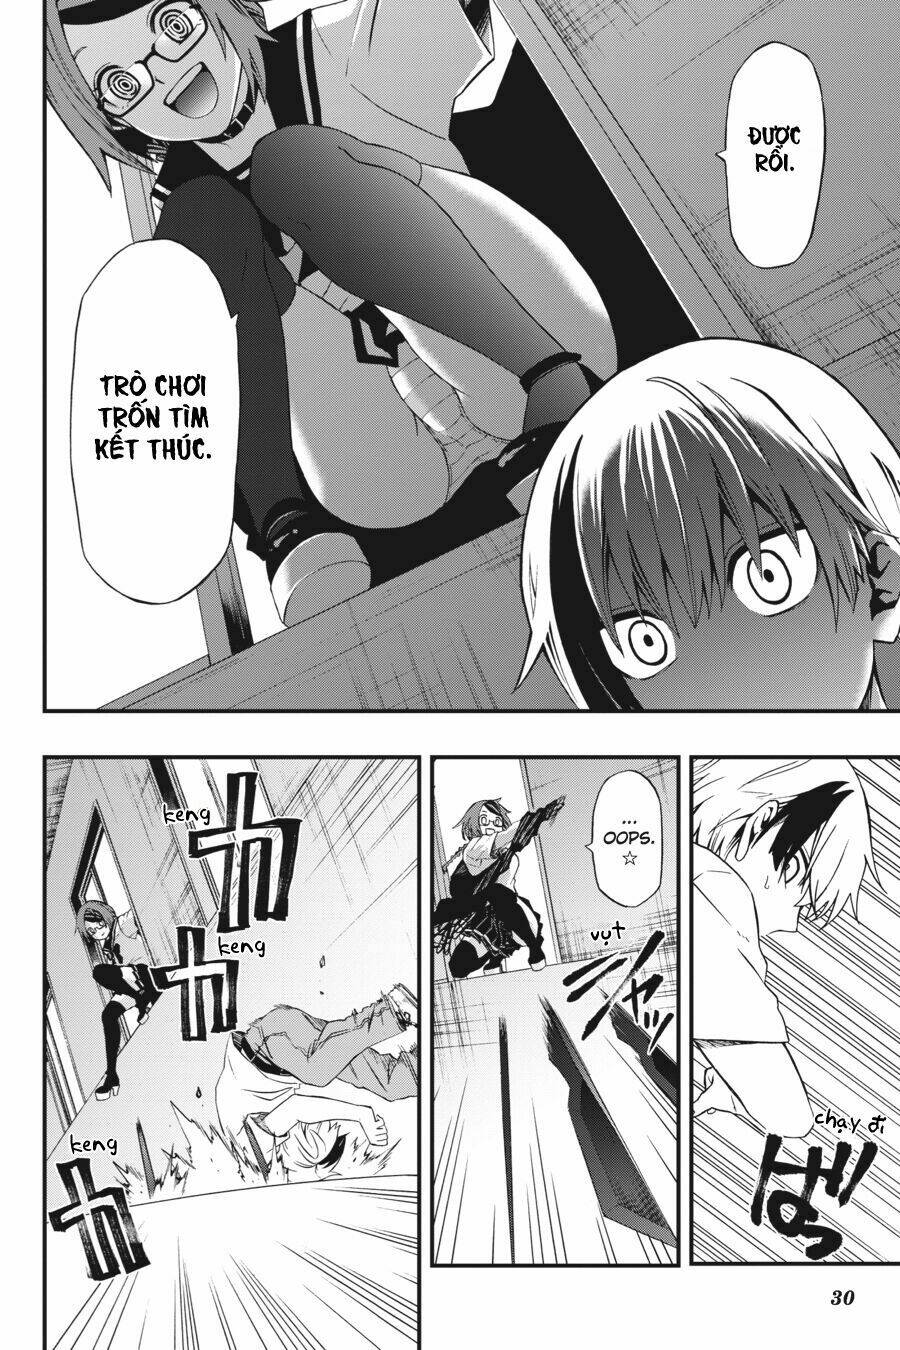 ĐƯỢC
RỒI.
TRÒ CHƠI
TRỐN TÌM
KẾT THÚC.
chạy đi
ばっ
...
OOPS.
☆
vụt
シャッ
keng
カ
keng
カ
keng
カ
30